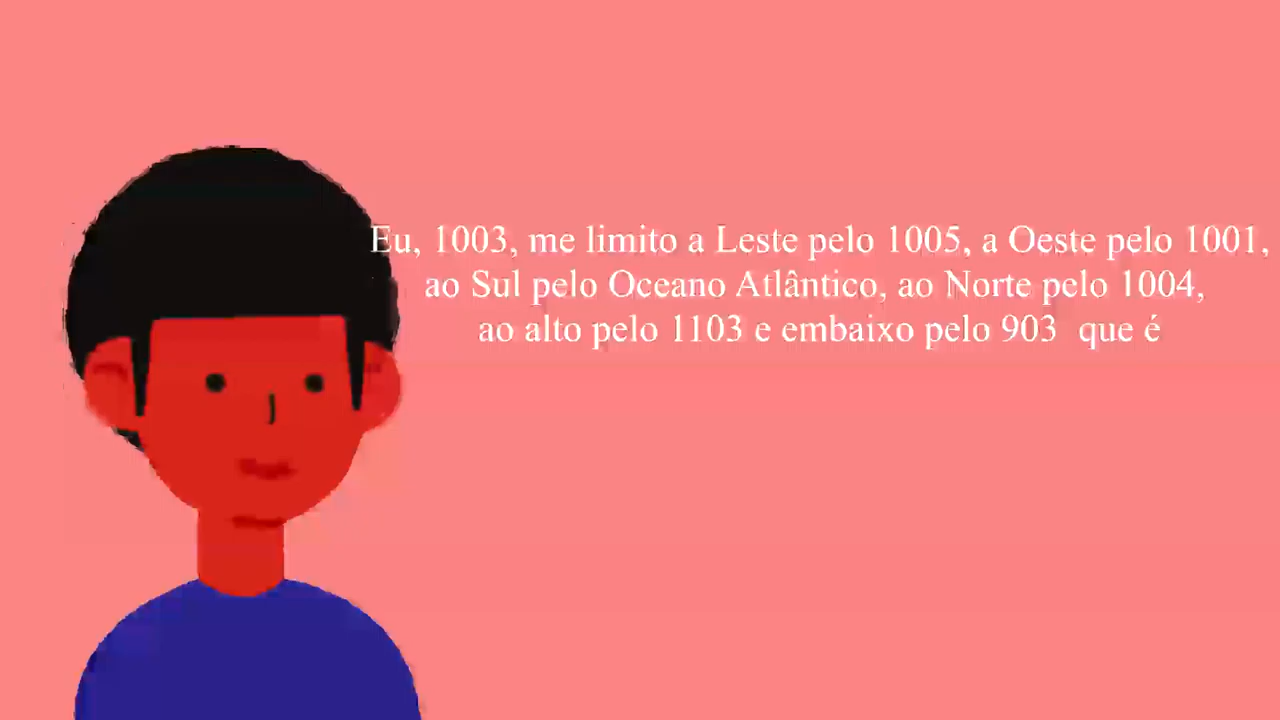 Eu, 1003, me limito a Leste pelo 1005, a Oeste pelo 1001,
ao Sul pelo Oceano Atlântico, ao Norte pelo 1004,
ao alto pelo 1103 e embaixo pelo 903 que é